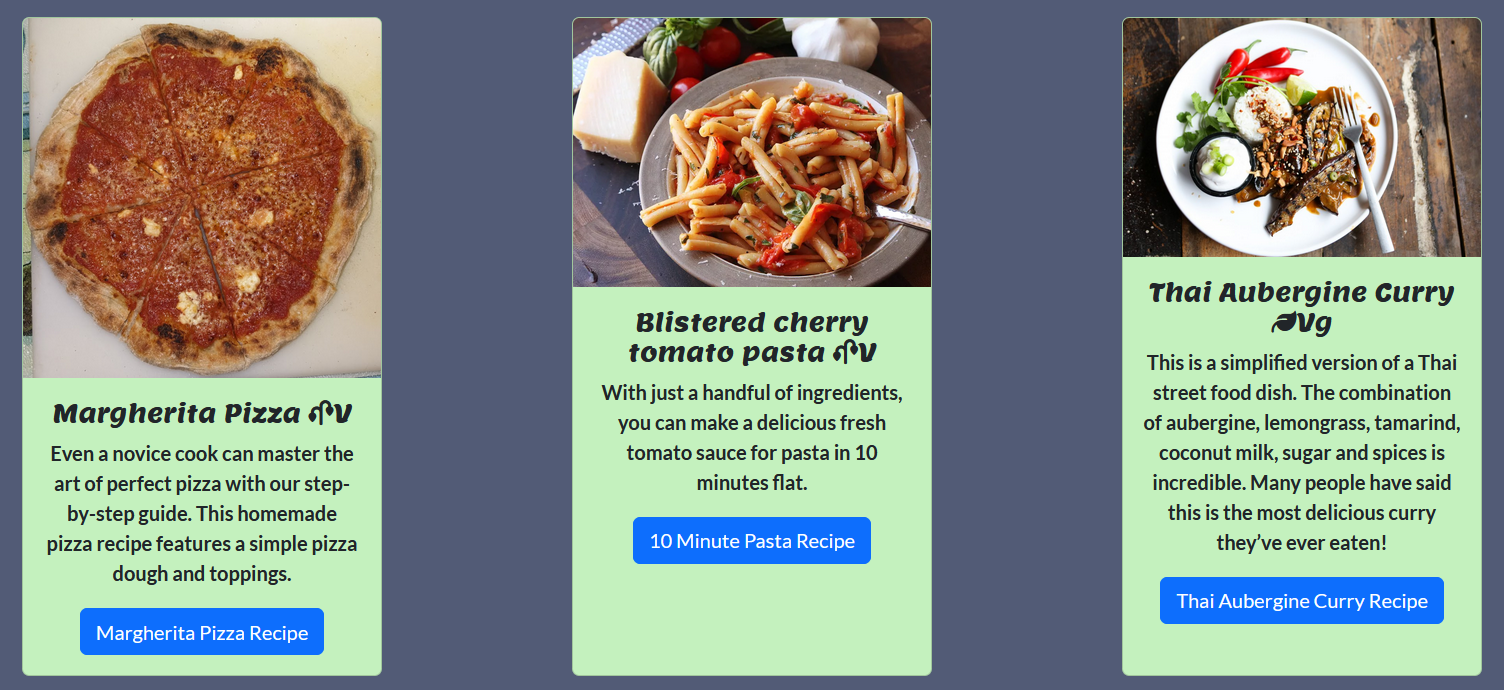 Margherita Pizza V
Even a novice cook can master the
art of perfect pizza with our step-
by-step guide. This homemade
pizza recipe features a simple pizza
dough and toppings.
Margherita Pizza Recipe
Blistered cherry
tomato pasta V
With just a handful of ingredients,
you can make a delicious fresh
tomato sauce for pasta in 10
minutes flat.
10 Minute Pasta Recipe
Thai Aubergine Curry
Vg
This is a simplified version of a Thai
street food dish. The combination
of aubergine, lemongrass, tamarind,
coconut milk, sugar and spices is
incredible. Many people have said
this is the most delicious curry
they’ve ever eaten!
Thai Aubergine Curry Recipe